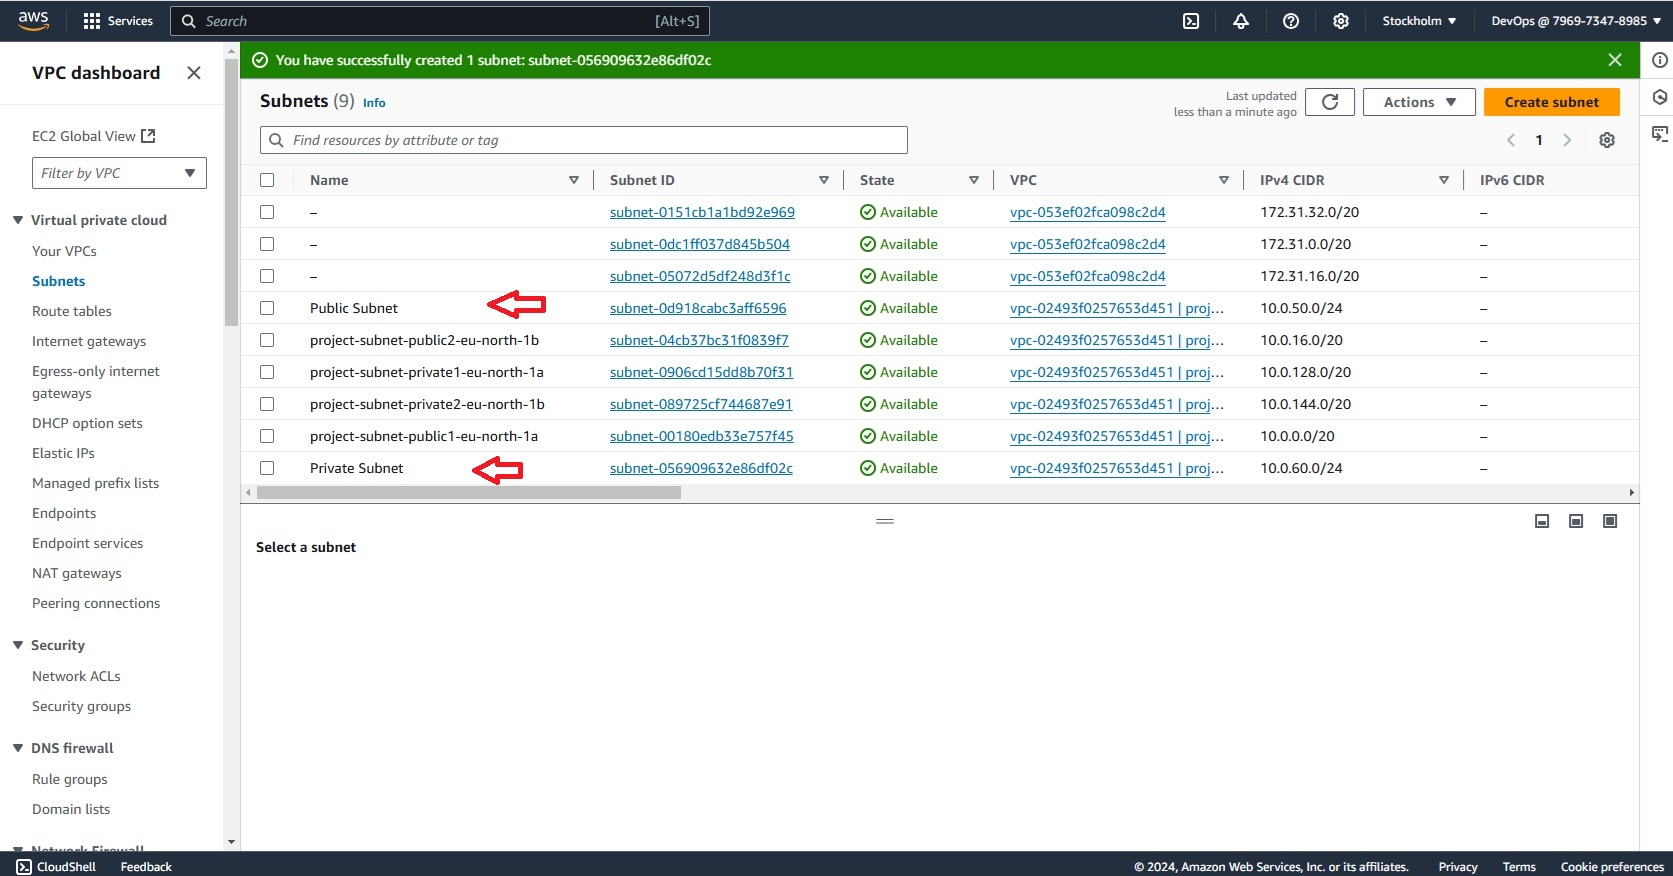 aws Services Search [Alt+S] Stockholm DevOps @ 7969-7347-8985
VPC dashboard
EC2 Global View
Filter by VPC
Virtual private cloud
Your VPCs
Subnets
Route tables
Internet gateways
Egress-only internet
gateways
DHCP option sets
Elastic IPs
Managed prefix lists
Endpoints
Endpoint services
NAT gateways
Peering connections
Security
Network ACLs
Security groups
DNS firewall
Rule groups
Domain lists
Network Firewall
You have successfully created 1 subnet: subnet-056909632e86df02c
Subnets (9) Info
Last updated
less than a minute ago
Actions
Create subnet
Find resources by attribute or tag
1
Name Subnet ID State VPC IPv4 CIDR IPv6 CIDR
– subnet-0151cb1a1bd92e969 Available vpc-053ef02fca098c2d4 172.31.32.0/20 –
– subnet-0dc1ff037d845b504 Available vpc-053ef02fca098c2d4 172.31.0.0/20 –
– subnet-05072d5df248d3f1c Available vpc-053ef02fca098c2d4 172.31.16.0/20 –
Public Subnet subnet-0d918cabc3aff6596 Available vpc-02493f0257653d451 | proj... 10.0.50.0/24 –
project-subnet-public2-eu-north-1b subnet-04cb37bc31f0839f7 Available vpc-02493f0257653d451 | proj... 10.0.16.0/20 –
project-subnet-private1-eu-north-1a subnet-0906cd15dd8b70f31 Available vpc-02493f0257653d451 | proj... 10.0.128.0/20 –
project-subnet-private2-eu-north-1b subnet-089725cf744687e91 Available vpc-02493f0257653d451 | proj... 10.0.144.0/20 –
project-subnet-public1-eu-north-1a subnet-00180edb33e757f45 Available vpc-02493f0257653d451 | proj... 10.0.0.0/20 –
Private Subnet subnet-056909632e86df02c Available vpc-02493f0257653d451 | proj... 10.0.60.0/24 –
Select a subnet
CloudShell Feedback © 2024, Amazon Web Services, Inc. or its affiliates. Privacy Terms Cookie preferences